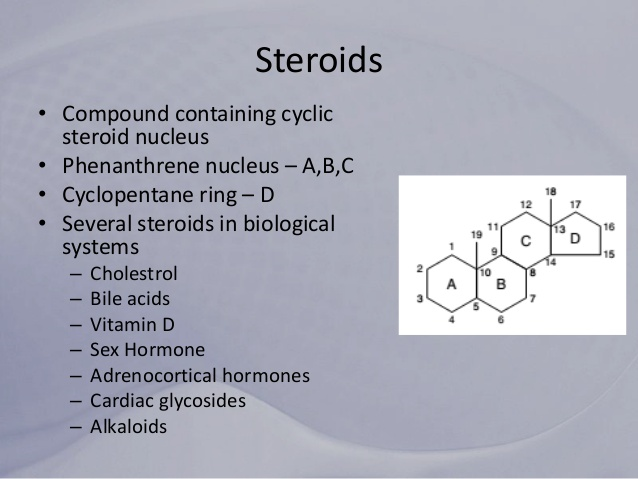 Steroids
• Compound containing cyclic
steroid nucleus
• Phenanthrene nucleus – A,B,C
• Cyclopentane ring – D
• Several steroids in biological
systems
– Cholestrol
– Bile acids
– Vitamin D
– Sex Hormone
– Adrenocortical hormones
– Cardiac glycosides
– Alkaloids
18
12 17
11 13 16
19 C D
1 9 14 15
2 10 8
A B
3 5 7
4 6